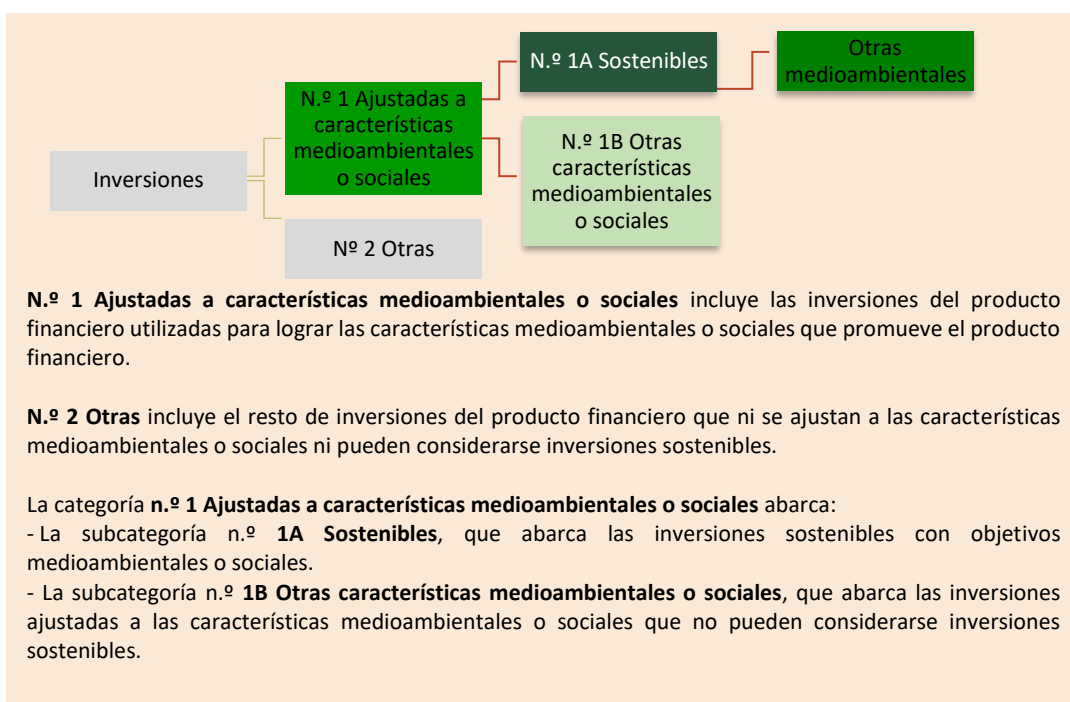 N.º 1A Sostenibles
Otras
medioambientales
N.º 1 Ajustadas a
características
medioambientales
o sociales
N.º 1B Otras
características
medioambientales
o sociales
Inversiones
Nº 2 Otras
N.º 1 Ajustadas a características medioambientales o sociales incluye las inversiones del producto
financiero utilizadas para lograr las características medioambientales o sociales que promueve el producto
financiero.
N.º 2 Otras incluye el resto de inversiones del producto financiero que ni se ajustan a las características
medioambientales o sociales ni pueden considerarse inversiones sostenibles.
La categoría n.º 1 Ajustadas a características medioambientales o sociales abarca:
- La subcategoría n.º 1A Sostenibles, que abarca las inversiones sostenibles con objetivos
medioambientales o sociales.
- La subcategoría n.º 1B Otras características medioambientales o sociales, que abarca las inversiones
ajustadas a las características medioambientales o sociales que no pueden considerarse inversiones
sostenibles.